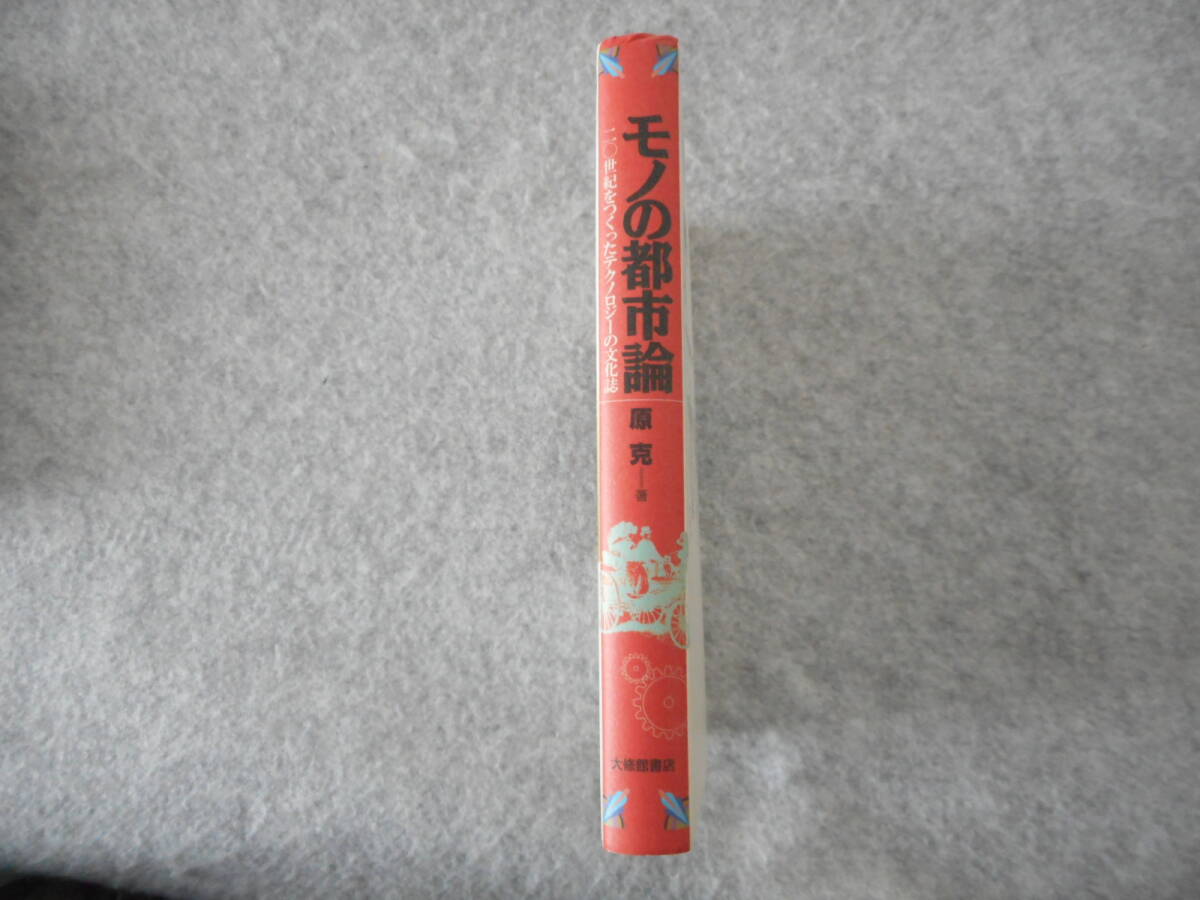 モノの都市論
二〇世紀をつくったテクノロジーの文化誌
原 克――著
大修館書店